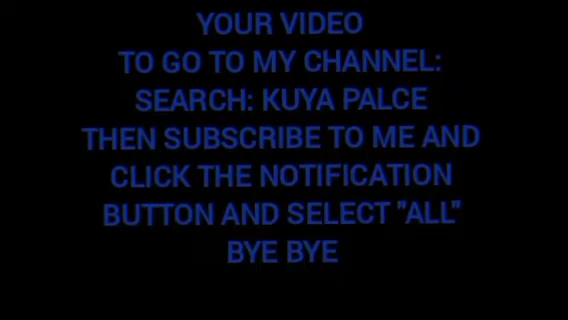 YOUR VIDEO
TO GO TO MY CHANNEL:
SEARCH: KUYA PALCE
THEN SUBSCRIBE TO ME AND
CLICK THE NOTIFICATION
BUTTON AND SELECT "ALL"
BYE BYE